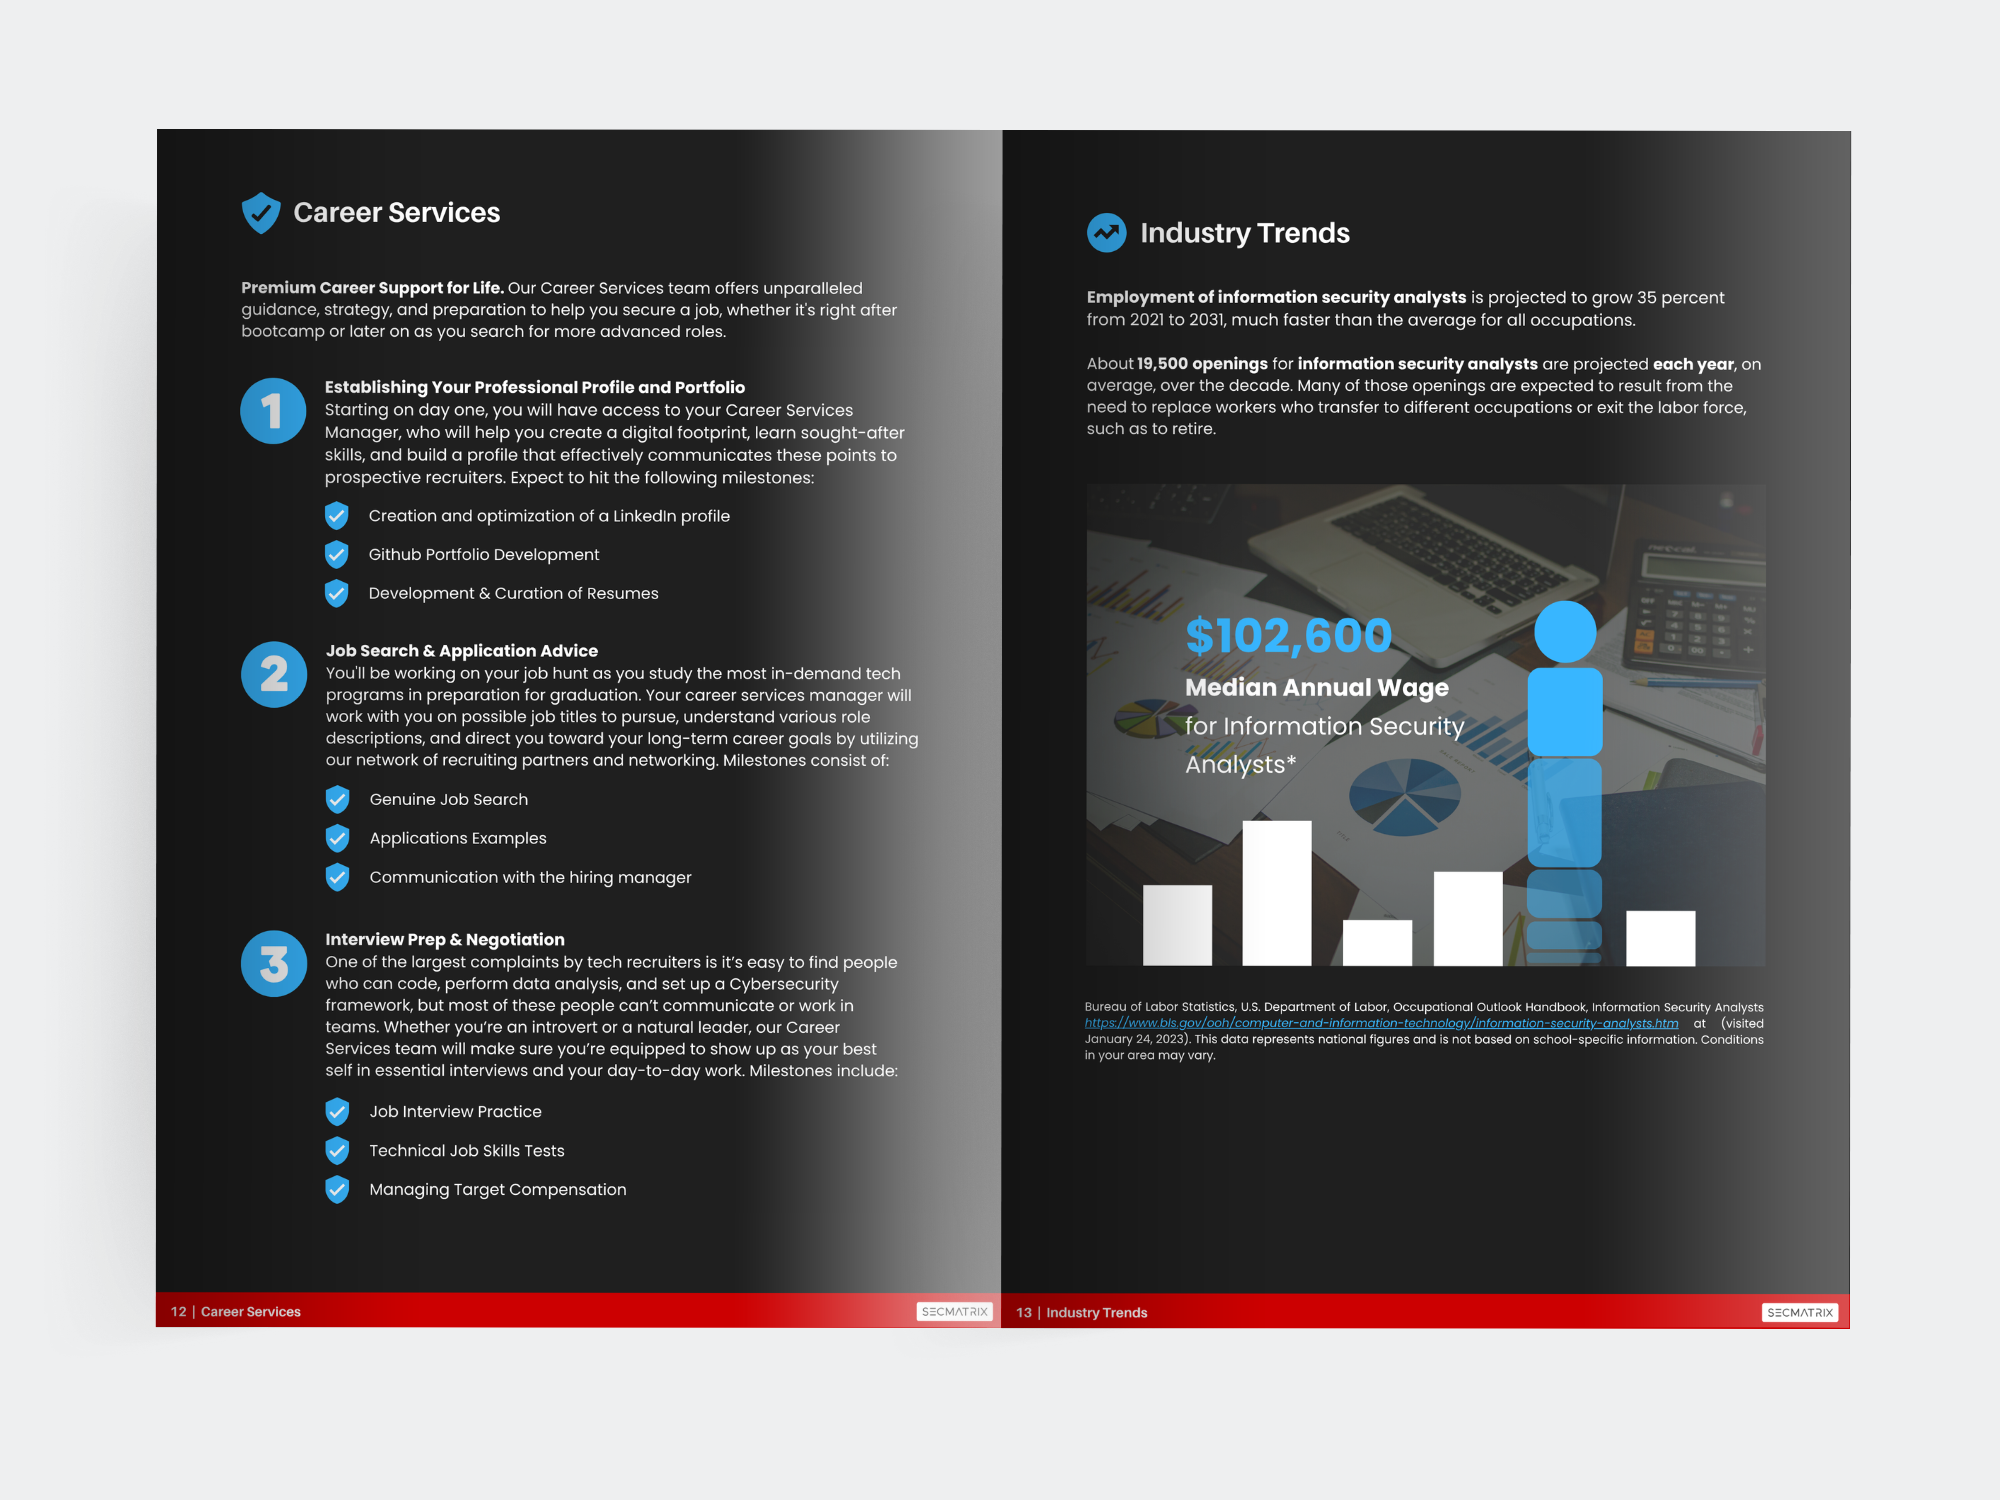 Career Services
Premium Career Support for Life. Our Career Services team offers unparalleled
guidance, strategy, and preparation to help you secure a job, whether it's right after
bootcamp or later on as you search for more advanced roles.
1
Establishing Your Professional Profile and Portfolio
Starting on day one, you will have access to your Career Services
Manager, who will help you create a digital footprint, learn sought-after
skills, and build a profile that effectively communicates these points to
prospective recruiters. Expect to hit the following milestones:
Creation and optimization of a LinkedIn profile
Github Portfolio Development
Development & Curation of Resumes
2
Job Search & Application Advice
You'll be working on your job hunt as you study the most in-demand tech
programs in preparation for graduation. Your career services manager will
work with you on possible job titles to pursue, understand various role
descriptions, and direct you toward your long-term career goals by utilizing
our network of recruiting partners and networking. Milestones consist of:
Genuine Job Search
Applications Examples
Communication with the hiring manager
3
Interview Prep & Negotiation
One of the largest complaints by tech recruiters is it’s easy to find people
who can code, perform data analysis, and set up a Cybersecurity
framework, but most of these people can’t communicate or work in
teams. Whether you’re an introvert or a natural leader, our Career
Services team will make sure you’re equipped to show up as your best
self in essential interviews and your day-to-day work. Milestones include:
Job Interview Practice
Technical Job Skills Tests
Managing Target Compensation
12 | Career Services
SECMATRIX
Industry Trends
Employment of information security analysts is projected to grow 35 percent
from 2021 to 2031, much faster than the average for all occupations.
About 19,500 openings for information security analysts are projected each year, on
average, over the decade. Many of those openings are expected to result from the
need to replace workers who transfer to different occupations or exit the labor force,
such as to retire.
$102,600
Median Annual Wage
for Information Security
Analysts*
Bureau of Labor Statistics, U.S. Department of Labor, Occupational Outlook Handbook, Information Security Analysts
https://www.bls.gov/ooh/computer-and-information-technology/information-security-analysts.htm at (visited
January 24, 2023). This data represents national figures and is not based on school-specific information. Conditions
in your area may vary.
13 | Industry Trends
SECMATRIX